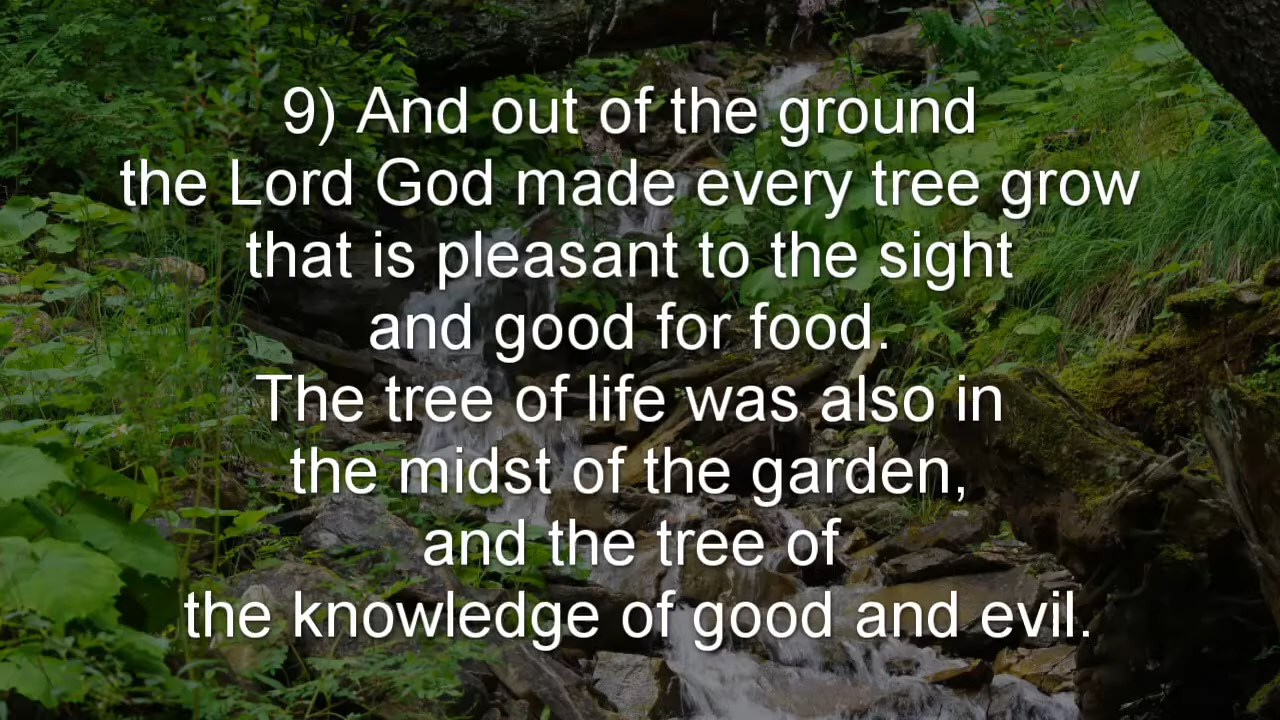 9) And out of the ground
the Lord God made every tree grow
that is pleasant to the sight
and good for food.
The tree of life was also in
the midst of the garden,
and the tree of
the knowledge of good and evil.